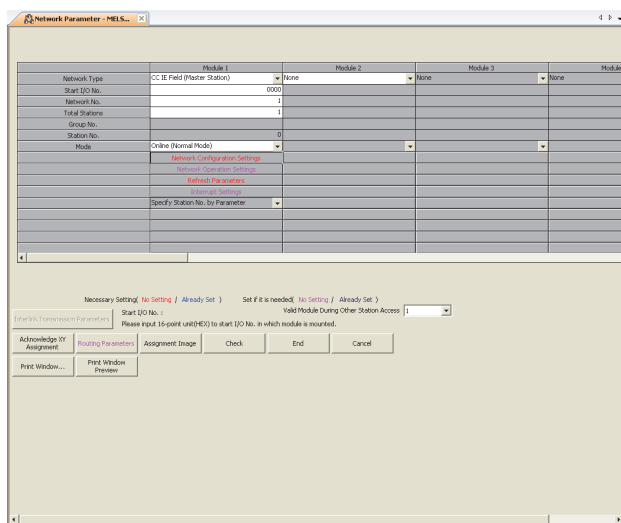 Network Parameter - MELS...
Module 1 Module 2 Module 3 Module
Network Type CC IE Field (Master Station) None None None
Start I/O No. 0000
Network No. 1
Total Stations 1
Group No.
Station No. 0
Mode Online (Normal Mode)
Network Configuration Settings
Network Operation Settings
Refresh Parameters
Interrupt Settings
Specify Station No. by Parameter
Necessary Setting( No Setting / Already Set ) Set if it is needed( No Setting / Already Set )
Interlink Transmission Parameters Start I/O No. : Valid Module During Other Station Access 1
Please input 16-point unit(HEX) to start I/O No. in which module is mounted.
Acknowledge XY Assignment Routing Parameters Assignment Image Check End Cancel
Print Window... Print Window Preview